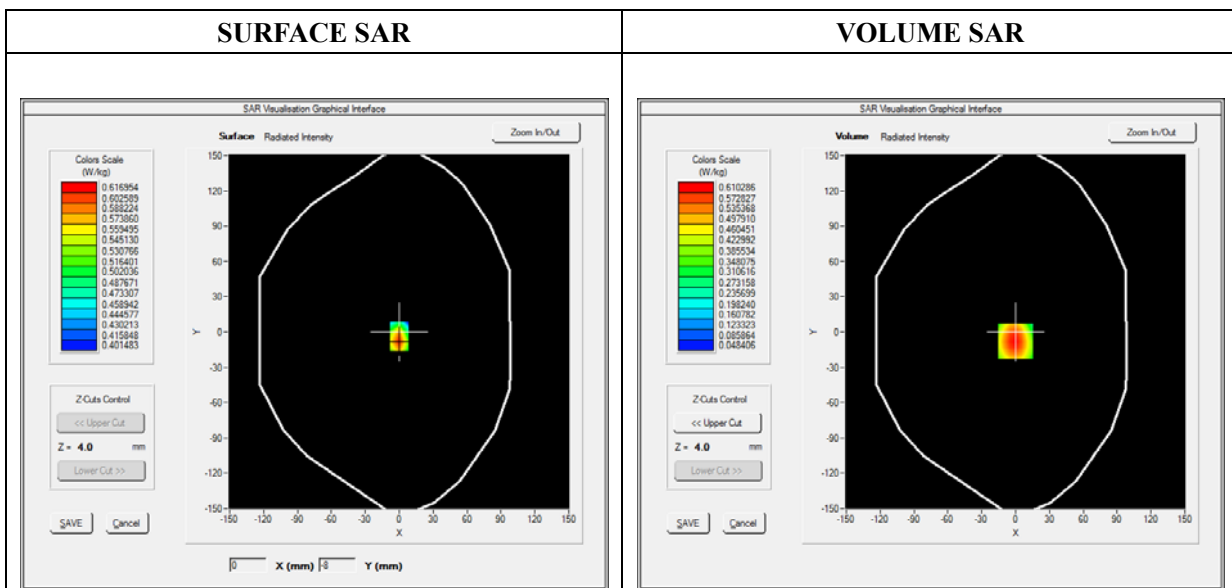 SURFACE SAR
VOLUME SAR
SAR Visualisation Graphical Interface
Surface Radiated Intensity
Zoom In/Out
Colors Scale
(W/kg)
0.616954
0.602589
0.588224
0.573860
0.559495
0.545130
0.530766
0.516401
0.502036
0.487671
0.473307
0.458942
0.444577
0.430213
0.415848
0.401483
Z-Cuts Control
<< Upper Cut
Z = 4.0 mm
Lower Cut >>
SAVE Cancel
150
120
90
60
30
0
-30
-60
-90
-120
-150
Y
-150 -120 -90 -60 -30 0 30 60 90 120 150
X
0 X (mm) -8 Y (mm)
SAR Visualisation Graphical Interface
Volume Radiated Intensity
Zoom In/Out
Colors Scale
(W/kg)
0.610286
0.572827
0.535368
0.497910
0.460451
0.422992
0.385534
0.348075
0.310616
0.273158
0.235699
0.198240
0.160782
0.123323
0.085864
0.048406
Z-Cuts Control
<< Upper Cut
Z = 4.0 mm
Lower Cut >>
SAVE Cancel
150
120
90
60
30
0
-30
-60
-90
-120
-150
Y
-150 -120 -90 -60 -30 0 30 60 90 120 150
X